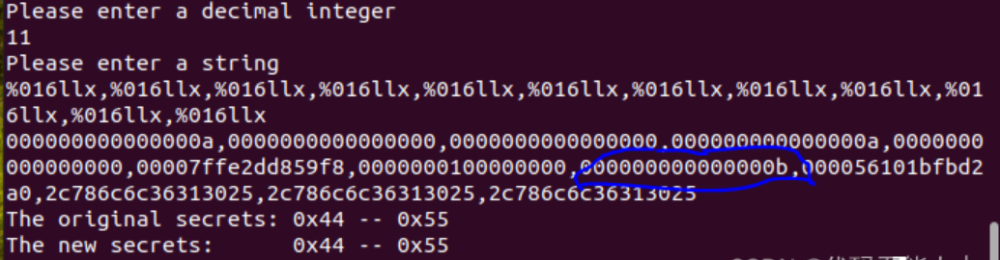 Please enter a decimal integer
11
Please enter a string
%016llx,%016llx,%016llx,%016llx,%016llx,%016llx,%016llx,%016llx,%016llx,%01
6llx,%016llx,%016llx
000000000000000a,0000000000000000,0000000000000000,000000000000000a,0000000
000000000,00007ffe2dd859f8,0000000100000000,000000000000000b,000056101bfbd2
a0,2c786c6c36313025,2c786c6c36313025,2c786c6c36313025
The original secrets: 0x44 -- 0x55
The new secrets:      0x44 -- 0x55